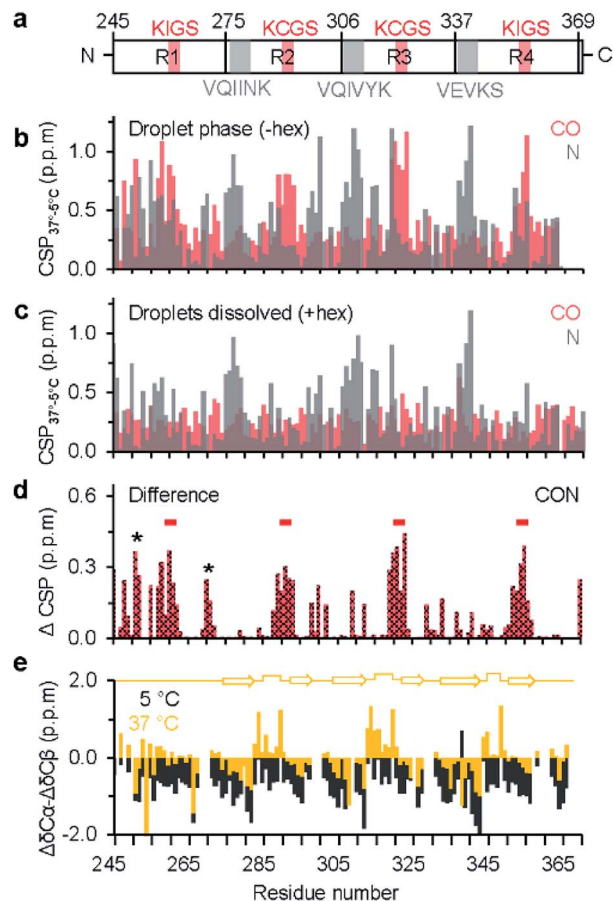 a
245 275 306 337 369
KIGS KCGS KCGS KIGS
N R1 R2 R3 R4 C
VQIINK VQIVYK VEVKS
b
Droplet phase (-hex) CO
N
CSP37°-5°C (p.p.m)
1.0
0.5
0.0
c
Droplets dissolved (+hex) CO
N
CSP37°-5°C (p.p.m)
1.0
0.5
0.0
d
Difference CON
Δ CSP (p.p.m)
0.6
0.3
0.0
* *
e
5 °C
37 °C
ΔδCα-ΔδCβ (p.p.m)
2.0
0.0
-2.0
245 265 285 305 325 345 365
Residue number